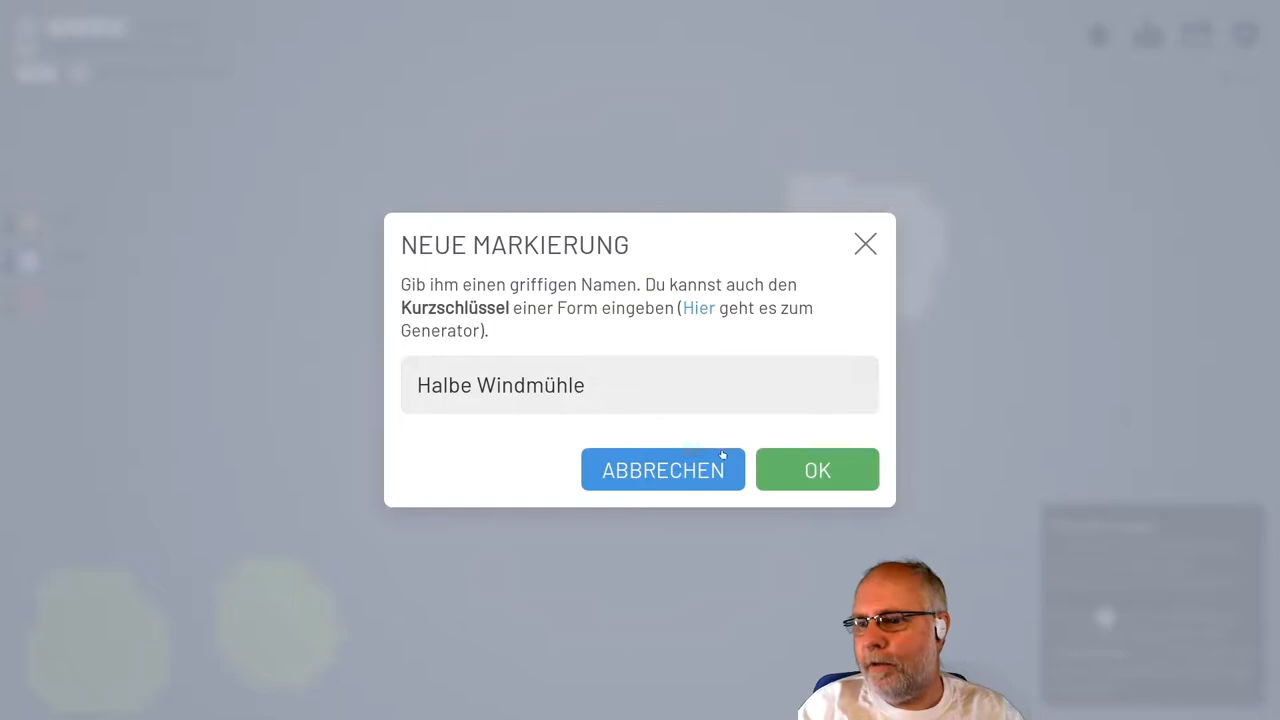 NEUE MARKIERUNG
Gib ihm einen griffigen Namen. Du kannst auch den
Kurzschlüssel einer Form eingeben (Hier geht es zum
Generator).
Halbe Windmühle
ABBRECHEN
OK